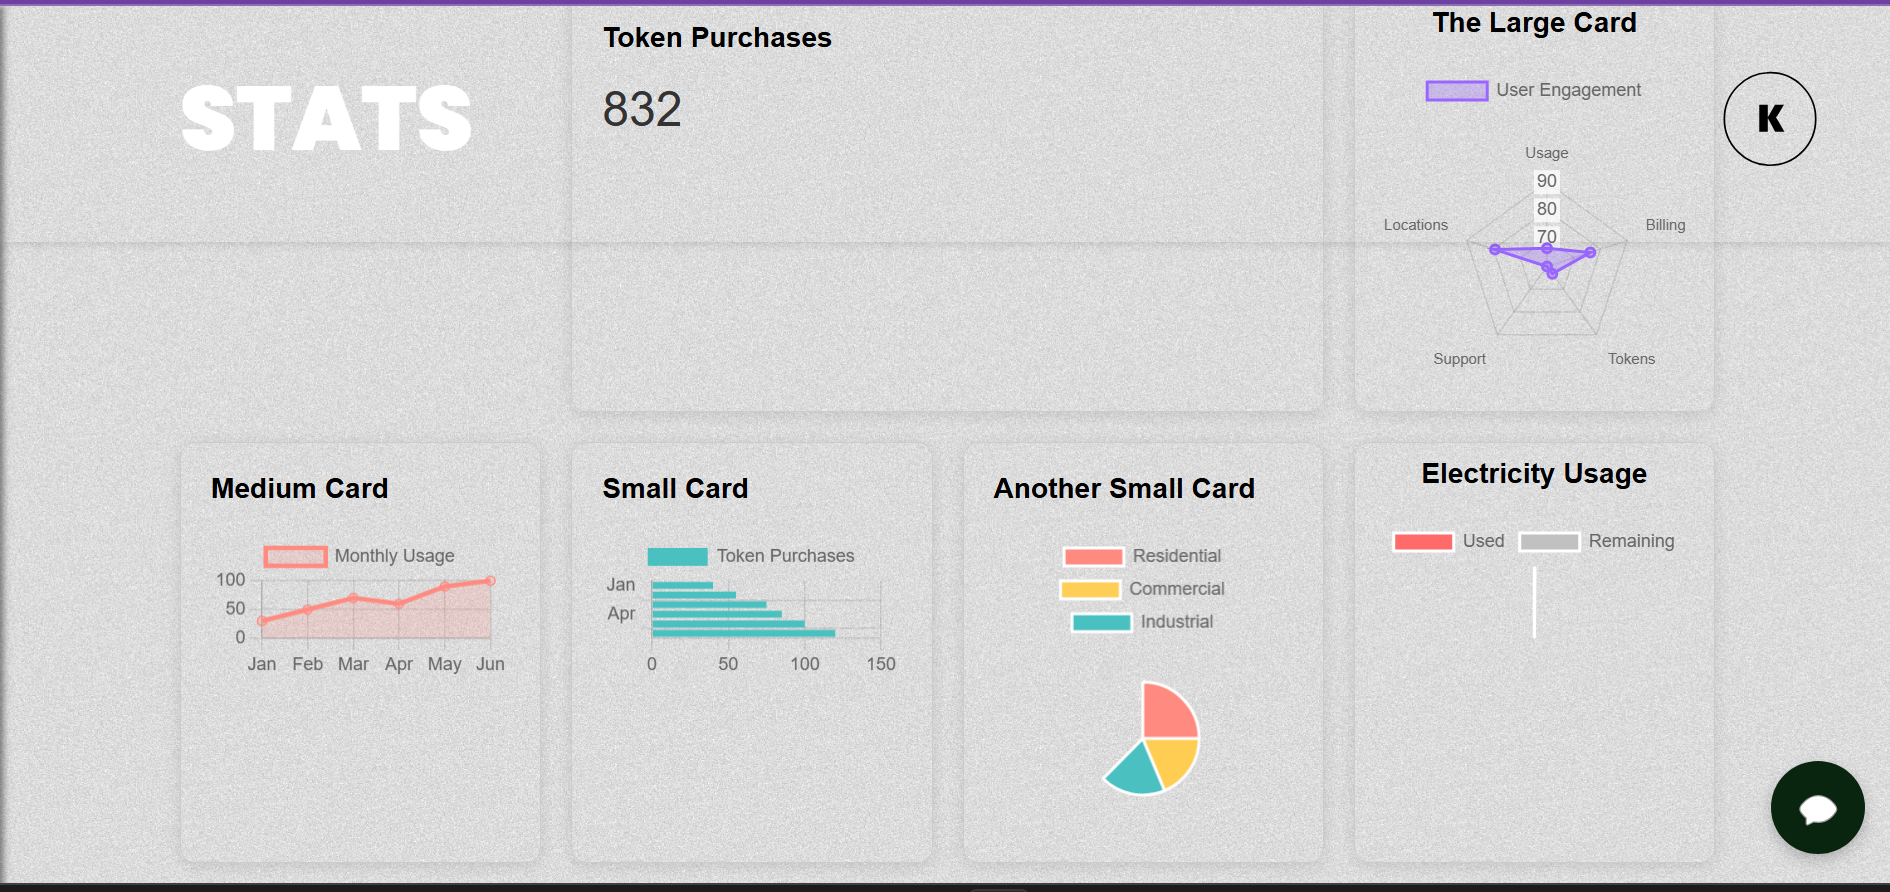 STATS
Token Purchases
832
The Large Card
User Engagement
K
Usage
90
80
70
Locations
Billing
Support
Tokens
Medium Card
Monthly Usage
100
50
0
Jan Feb Mar Apr May Jun
Small Card
Token Purchases
Jan
Apr
0 50 100 150
Another Small Card
Residential
Commercial
Industrial
Electricity Usage
Used Remaining